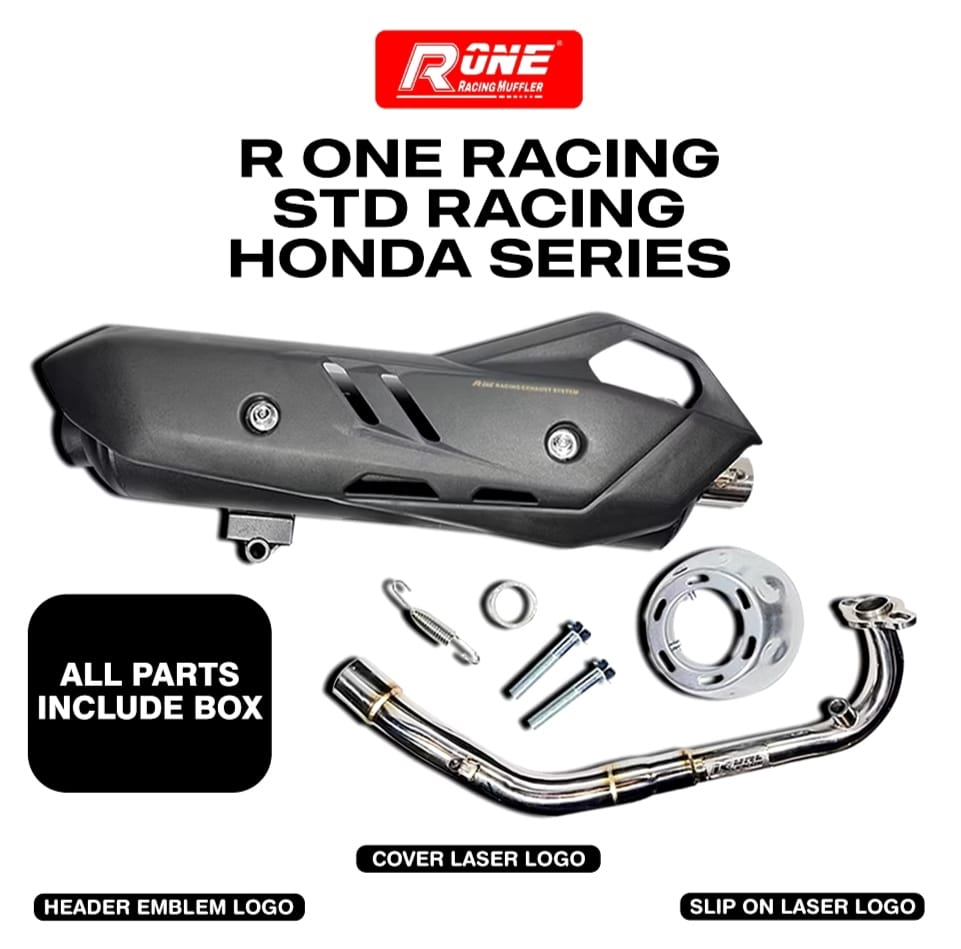 R ONE®
RACING MUFFLER
R ONE RACING
STD RACING
HONDA SERIES
R-ONE RACING EXHAUST SYSTEM
ALL PARTS
INCLUDE BOX
COVER LASER LOGO
HEADER EMBLEM LOGO
SLIP ON LASER LOGO